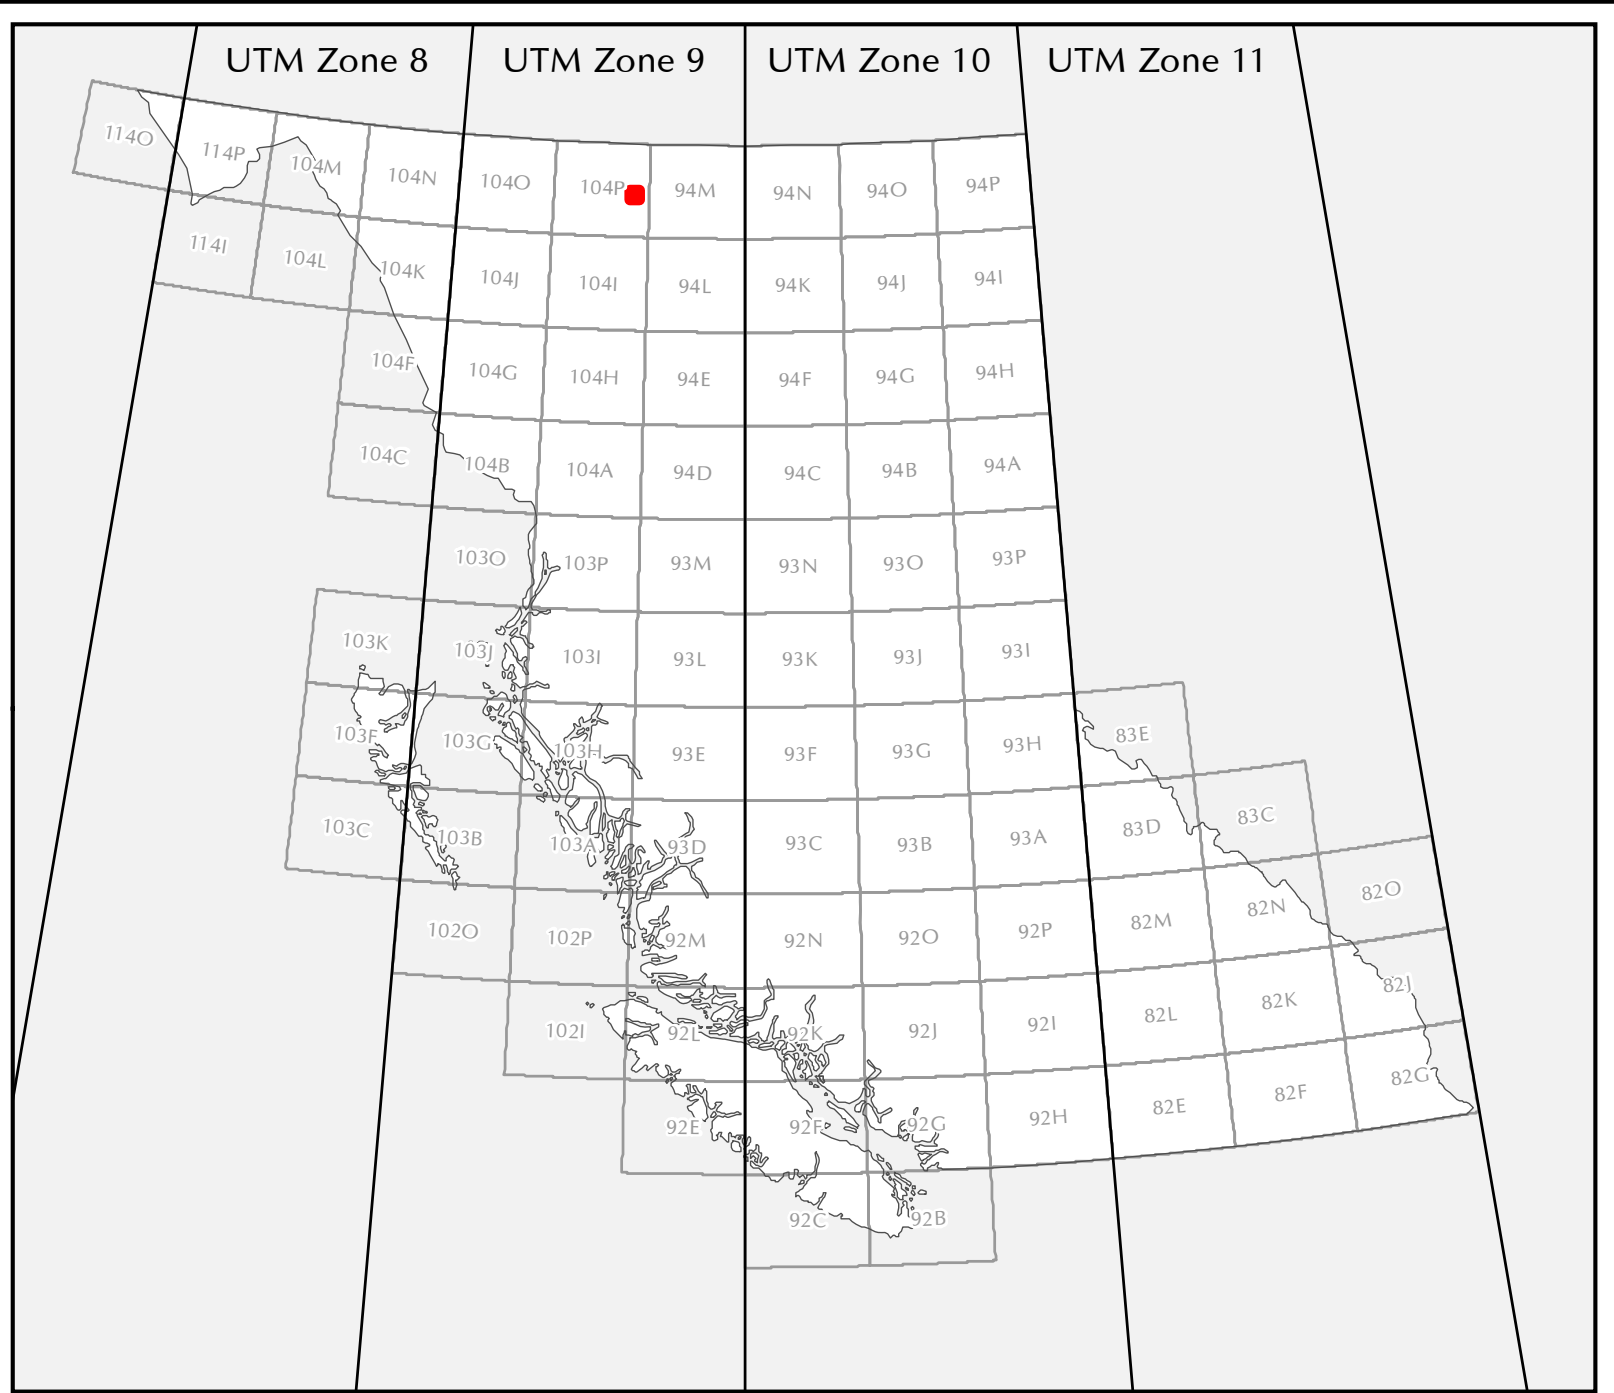 UTM Zone 8 UTM Zone 9 UTM Zone 10 UTM Zone 11
114O 114P 104M 104N 104O 104P 94M 94N 94O 94P
114I 104L 104K 104J 104I 94L 94K 94J 94I
104F 104G 104H 94E 94F 94G 94H
104C 104B 104A 94D 94C 94B 94A
103O 103P 93M 93N 93O 93P
103K 103J 103I 93L 93K 93J 93I
103F 103G 103H 93E 93F 93G 93H 83E
103C 103B 103A 93D 93C 93B 93A 83D 83C
102O 102P 92M 92N 92O 92P 82M 82N 82O
102I 92L 92K 92J 92I 82L 82K 82J
92E 92F 92G 92H 82E 82F 82G
92C 92B